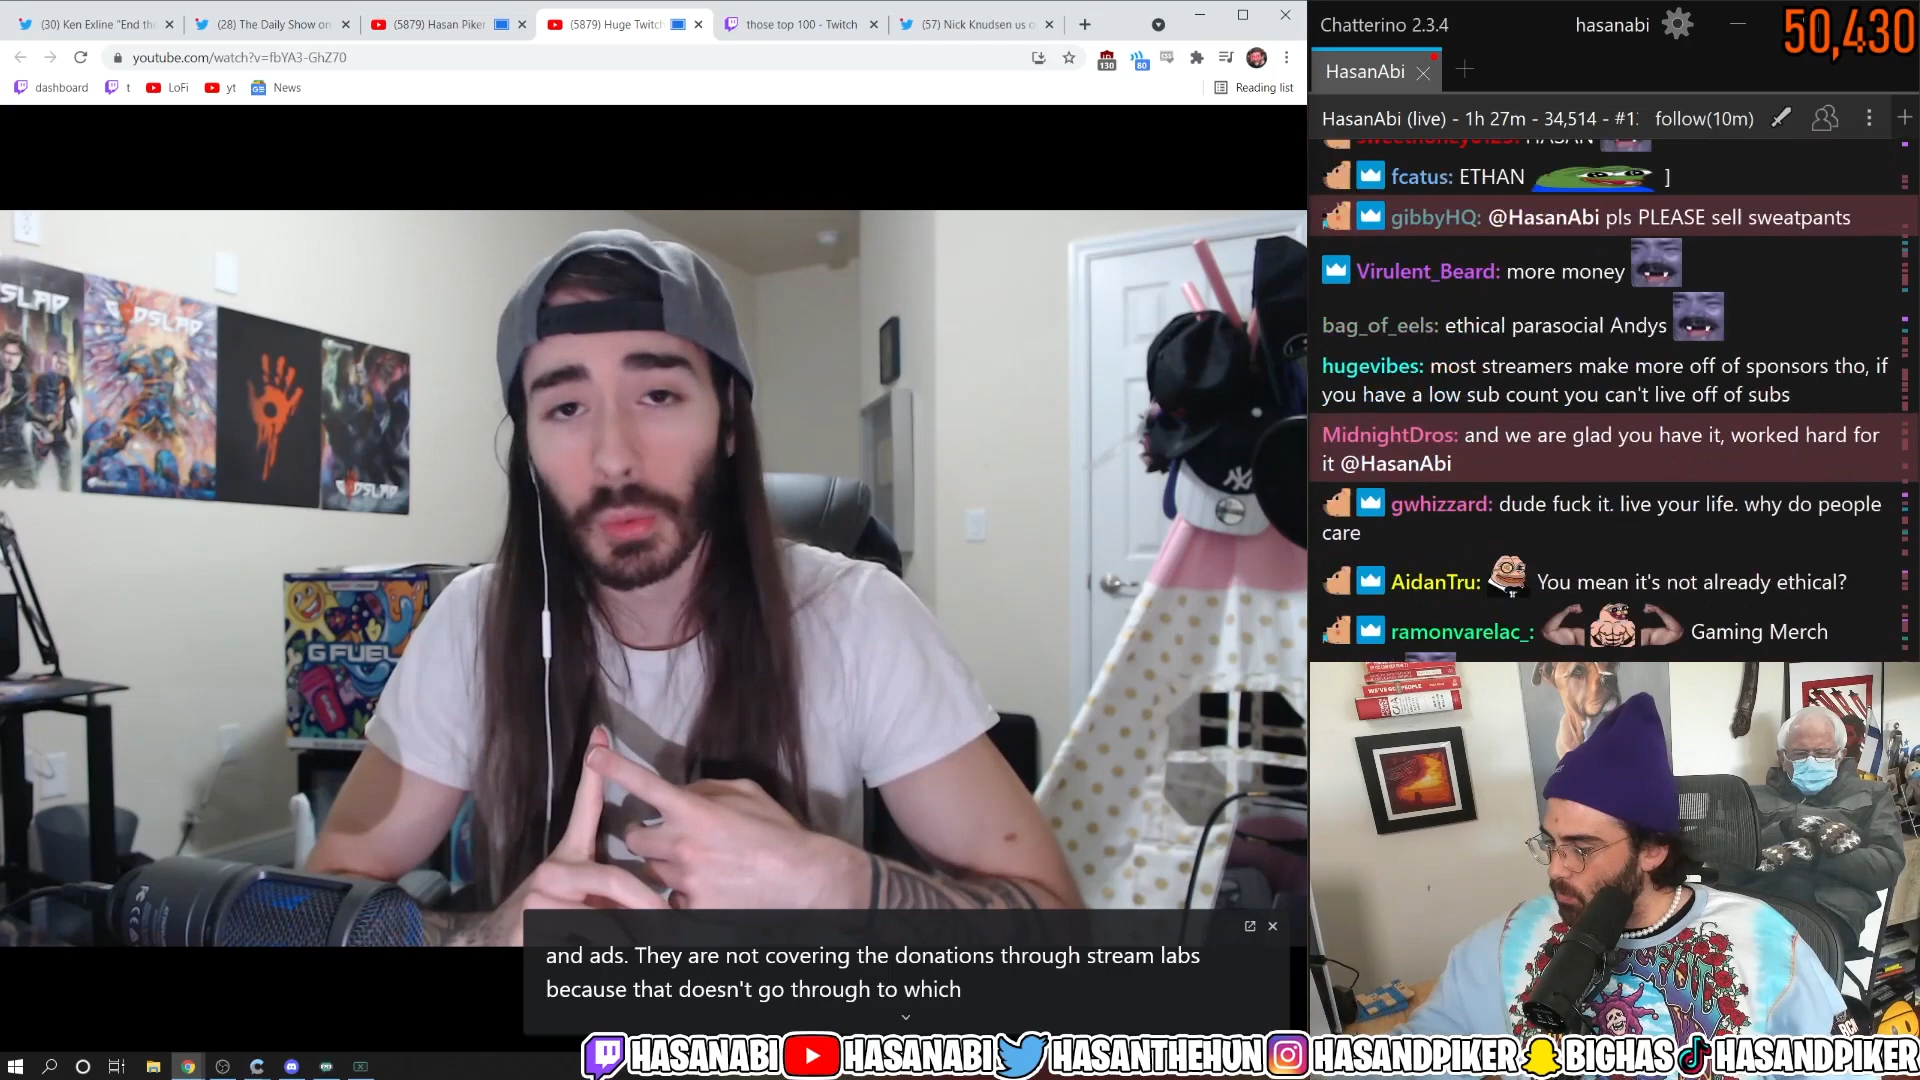 (30) Ken Exline "End the
(28) The Daily Show on
(5879) Hasan Piker
(5879) Huge Twitch
those top 100 - Twitch
(57) Nick Knudsen us o
youtube.com/watch?v=fbYA3-GhZ70
130
80
dashboard
t
LoFi
yt
News
Reading list
Chatterino 2.3.4
hasanabi
50,430
HasanAbi
HasanAbi (live) - 1h 27m - 34,514 - #1:
follow(10m)
fcatus: ETHAN ]
gibbyHQ: @HasanAbi pls PLEASE sell sweatpants
Virulent_Beard: more money
bag_of_eels: ethical parasocial Andys
hugevibes: most streamers make more off of sponsors tho, if
you have a low sub count you can't live off of subs
MidnightDros: and we are glad you have it, worked hard for
it @HasanAbi
gwhizzard: dude fuck it. live your life. why do people
care
AidanTru: You mean it's not already ethical?
ramonvarelac_: Gaming Merch
GODSLAP
G FUEL
and ads. They are not covering the donations through stream labs
because that doesn't go through to which
HASANABI HASANABI HASANTHEHUN HASANDPIKER BIGHAS HASANDPIKER